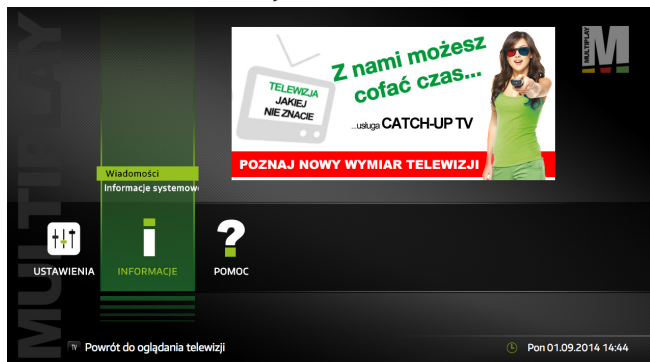 MULTIPLAY
MULTIPLAY
M
TELEWIZJA
JAKIEJ
NIE ZNACIE
Z nami możesz
cofać czas...
...usługa CATCH-UP TV
POZNAJ NOWY WYMIAR TELEWIZJI
Wiadomości
Informacje systemow
USTAWIENIA
INFORMACJE
POMOC
TV Powrót do oglądania telewizji
Pon 01.09.2014 14:44